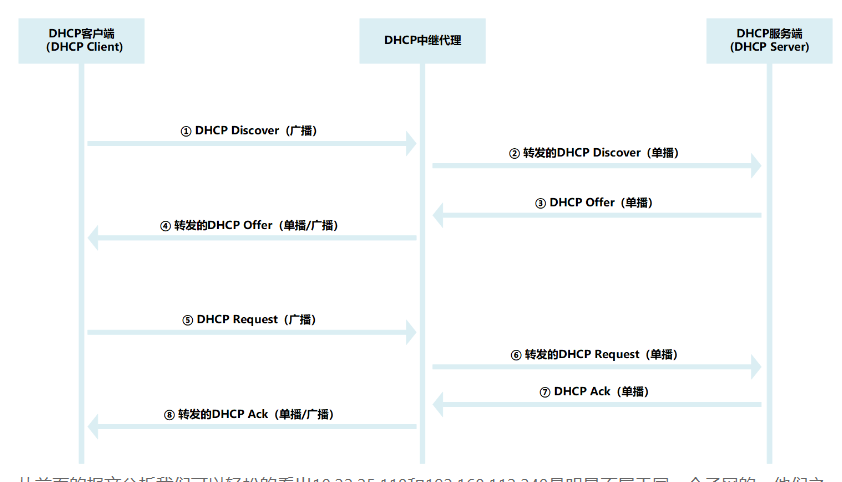 DHCP客户端
(DHCP Client)
DHCP中继代理
DHCP服务端
(DHCP Server)
① DHCP Discover（广播）
② 转发的DHCP Discover（单播）
③ DHCP Offer（单播）
④ 转发的DHCP Offer（单播/广播）
⑤ DHCP Request（广播）
⑥ 转发的DHCP Request（单播）
⑦ DHCP Ack（单播）
⑧ 转发的DHCP Ack（单播/广播）